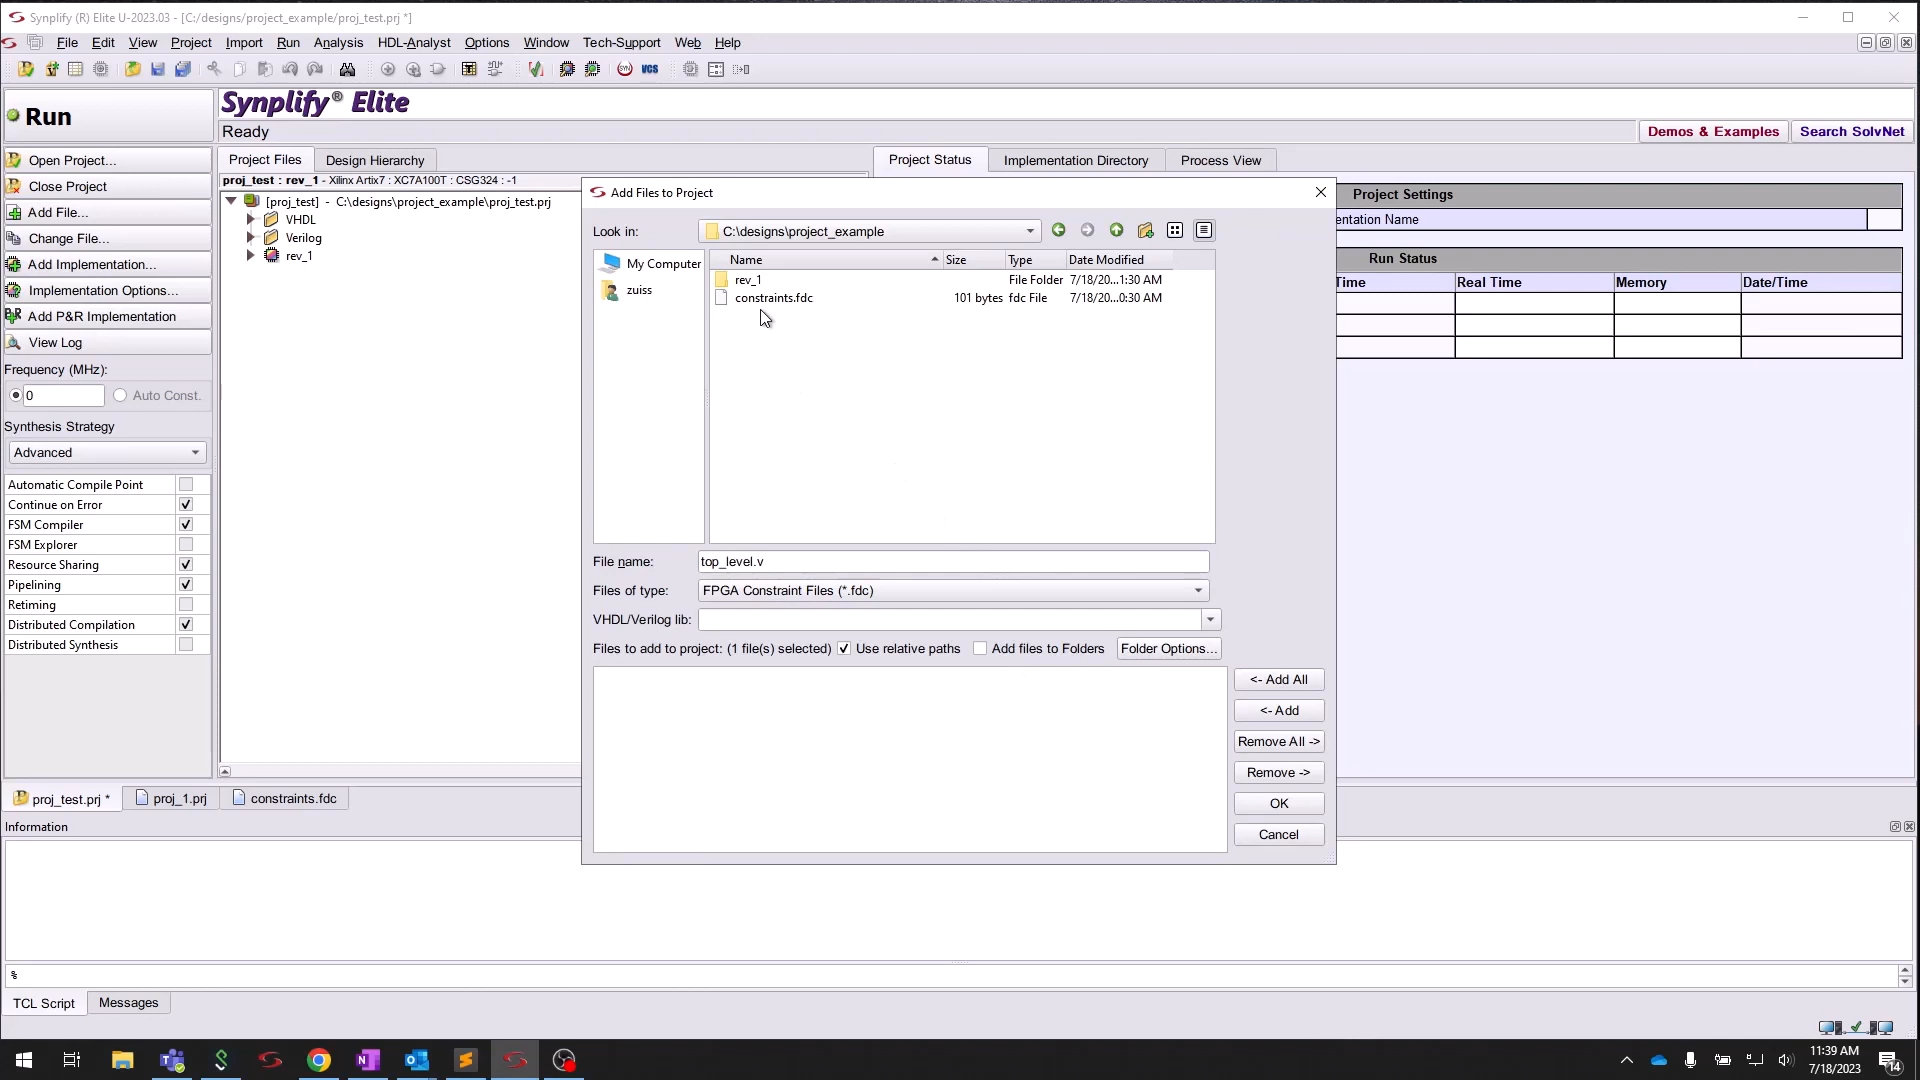 Synplify (R) Elite U-2023.03 - [C:/designs/project_example/proj_test.prj *]
File Edit View Project Import Run Analysis HDL-Analyst Options Window Tech-Support Web Help
VCS
Run
Synplify® Elite
Ready
Demos & Examples
Search SolvNet
Open Project...
Close Project
Add File...
Change File...
Add Implementation...
Implementation Options...
Add P&R Implementation
View Log
Frequency (MHz):
0
Auto Const.
Synthesis Strategy
Advanced
Automatic Compile Point
Continue on Error
FSM Compiler
FSM Explorer
Resource Sharing
Pipelining
Retiming
Distributed Compilation
Distributed Synthesis
Project Files
Design Hierarchy
proj_test : rev_1 - Xilinx Artix7 : XC7A100T : CSG324 : -1
[proj_test] - C:\designs\project_example\proj_test.prj
VHDL
Verilog
rev_1
Project Status
Implementation Directory
Process View
Project Settings
entation Name
Run Status
Time Real Time Memory Date/Time
Add Files to Project
Look in:
C:\designs\project_example
My Computer
zuiss
Name Size Type Date Modified
rev_1 File Folder 7/18/20...1:30 AM
constraints.fdc 101 bytes fdc File 7/18/20...0:30 AM
File name: top_level.v
Files of type: FPGA Constraint Files (*.fdc)
VHDL/Verilog lib:
Files to add to project: (1 file(s) selected) Use relative paths Add files to Folders Folder Options...
<- Add All
<- Add
Remove All ->
Remove ->
OK
Cancel
proj_test.prj *
proj_1.prj
constraints.fdc
Information
%
TCL Script
Messages
11:39 AM
7/18/2023
14